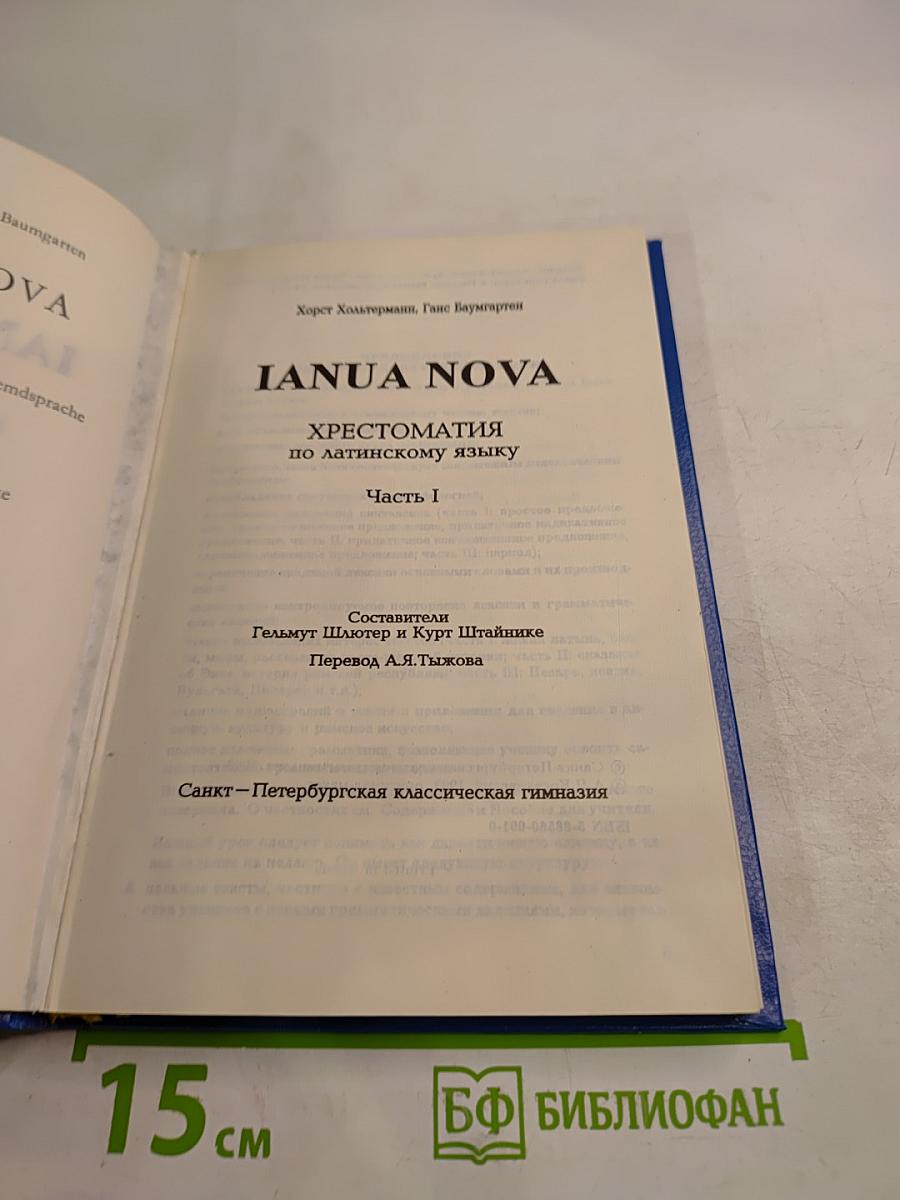 Baumgarten
OVA
emdsprache
Хорст Хольтерманн, Ганс Баумгартен
IANUA NOVA
ХРЕСТОМАТИЯ
по латинскому языку
Часть I
Составители
Гельмут Шлютер и Курт Штайнике
Перевод А.Я.Тыжова
Санкт—Петербургская классическая гимназия
15 см
БФ БИБЛИОФАН